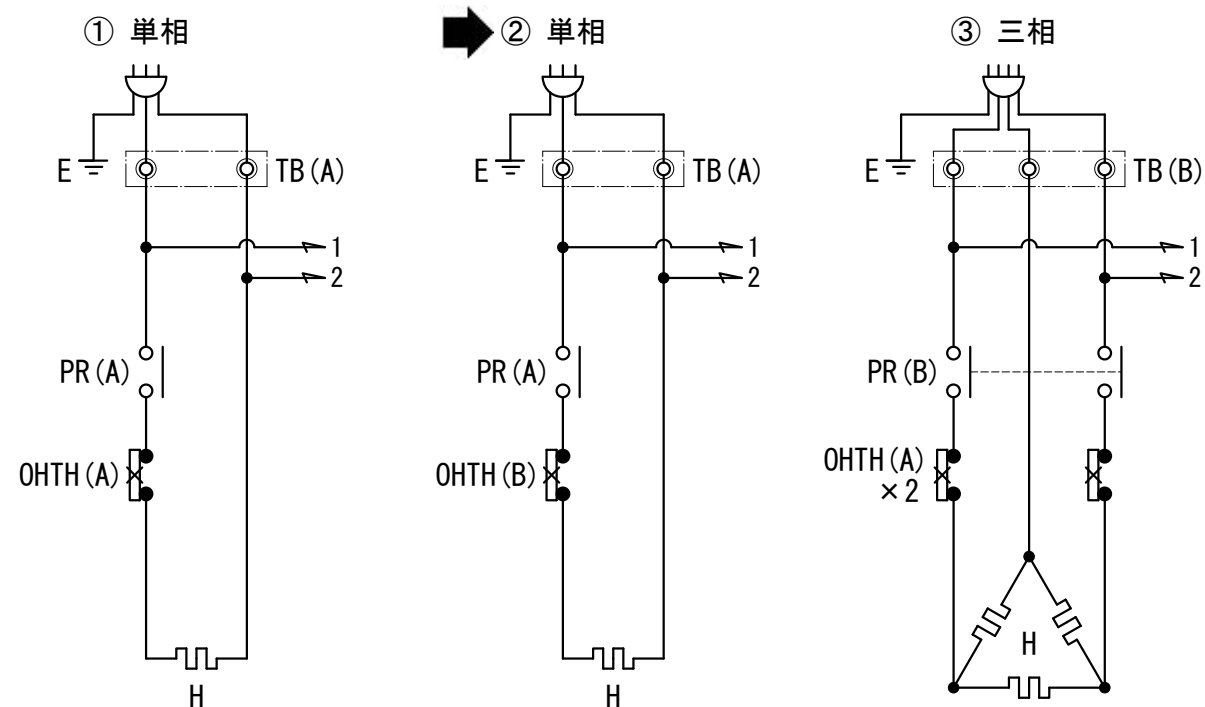 ① 単相
E
TB(A)
1
2
PR(A)
OHTH(A)
H
② 単相
E
TB(A)
1
2
PR(A)
OHTH(B)
H
③ 三相
E
TB(B)
1
2
PR(B)
OHTH(A)
×2
H